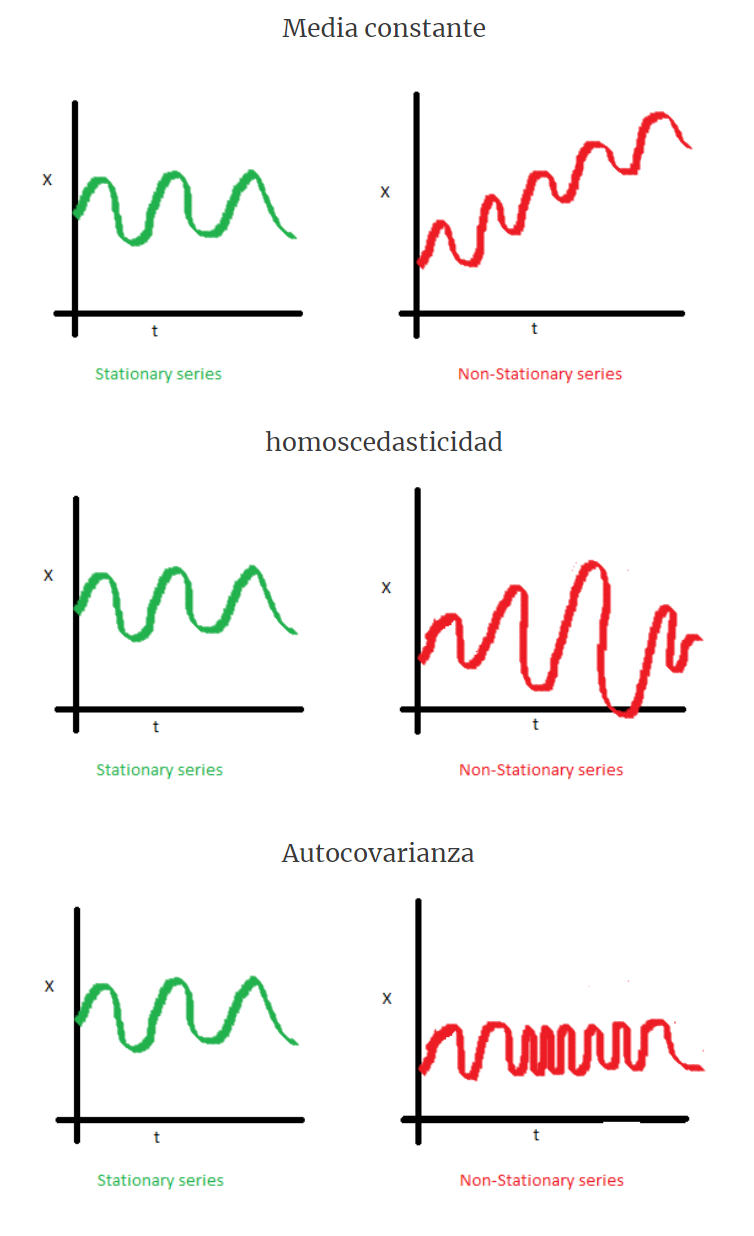 Media constante
X
X
t
t
Stationary series
Non-Stationary series
homoscedasticidad
X
X
t
t
Stationary series
Non-Stationary series
Autocovarianza
X
X
t
t
Stationary series
Non-Stationary series